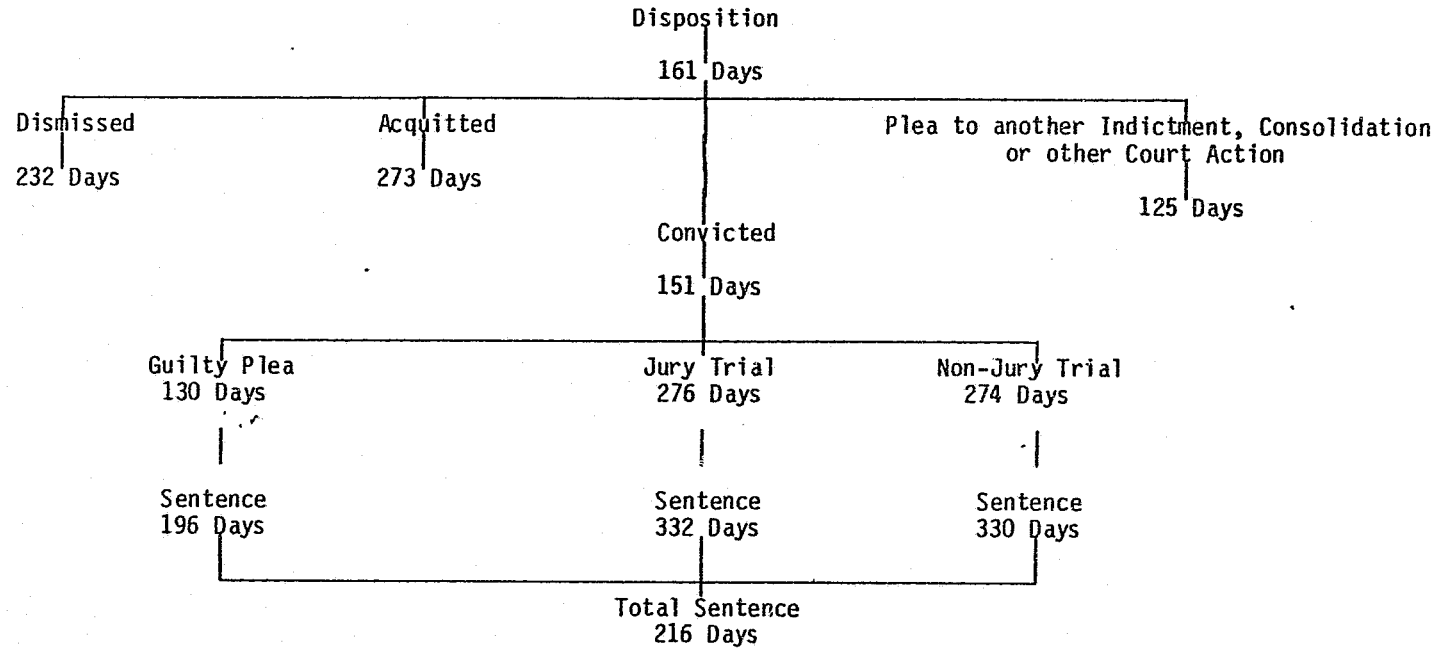 Disposition
161 Days
Dismissed
232 Days
Acquitted
273 Days
Plea to another Indictment, Consolidation
or other Court Action
125 Days
Convicted
151 Days
Guilty Plea
130 Days
Jury Trial
276 Days
Non-Jury Trial
274 Days
Sentence
196 Days
Sentence
332 Days
Sentence
330 Days
Total Sentence
216 Days